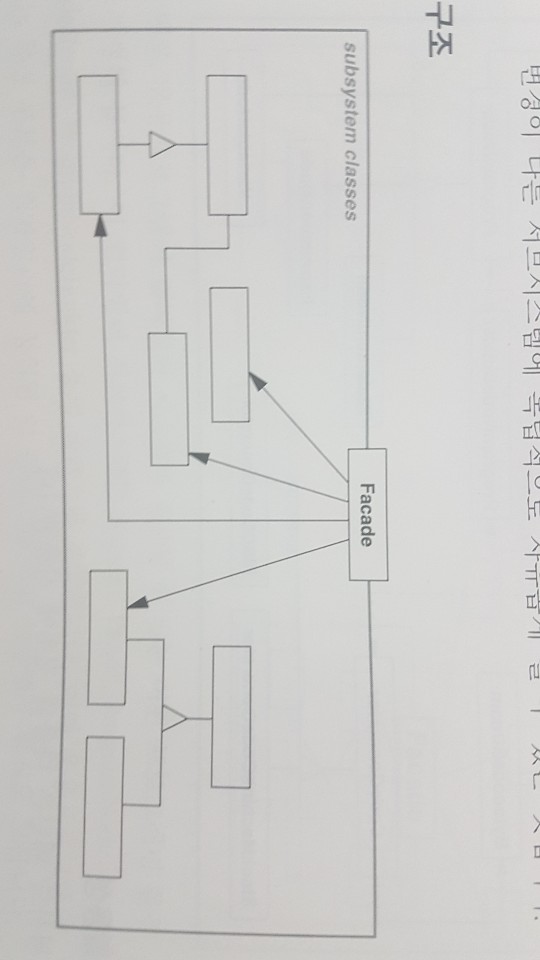 변경이 다른 서브시스템에 독립적으로 자유롭게 될 수 있는 것입니다.
구조
Facade
subsystem classes